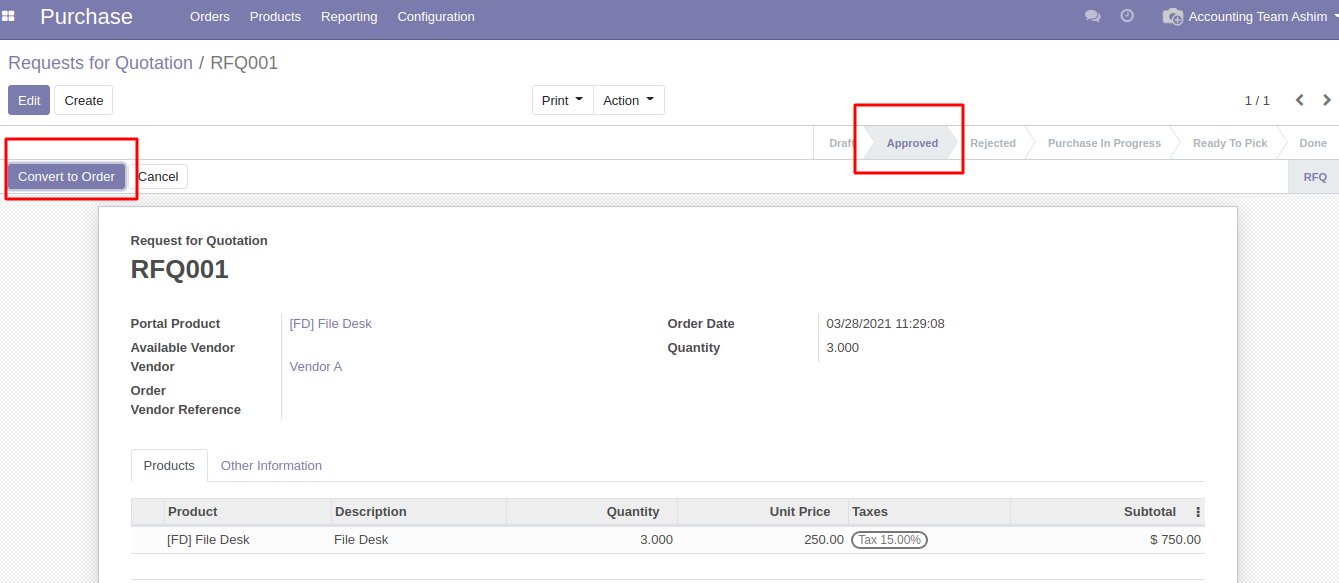 Purchase Orders Products Reporting Configuration Accounting Team Ashim
Requests for Quotation / RFQ001
Edit Create Print Action 1 / 1
Draft Approved Rejected Purchase In Progress Ready To Pick Done
Convert to Order Cancel RFQ
Request for Quotation
RFQ001
Portal Product [FD] File Desk Order Date 03/28/2021 11:29:08
Available Vendor Quantity 3.000
Vendor Vendor A
Order
Vendor Reference
Products Other Information
Product Description Quantity Unit Price Taxes Subtotal
[FD] File Desk File Desk 3.000 250.00 Tax 15.00% $ 750.00